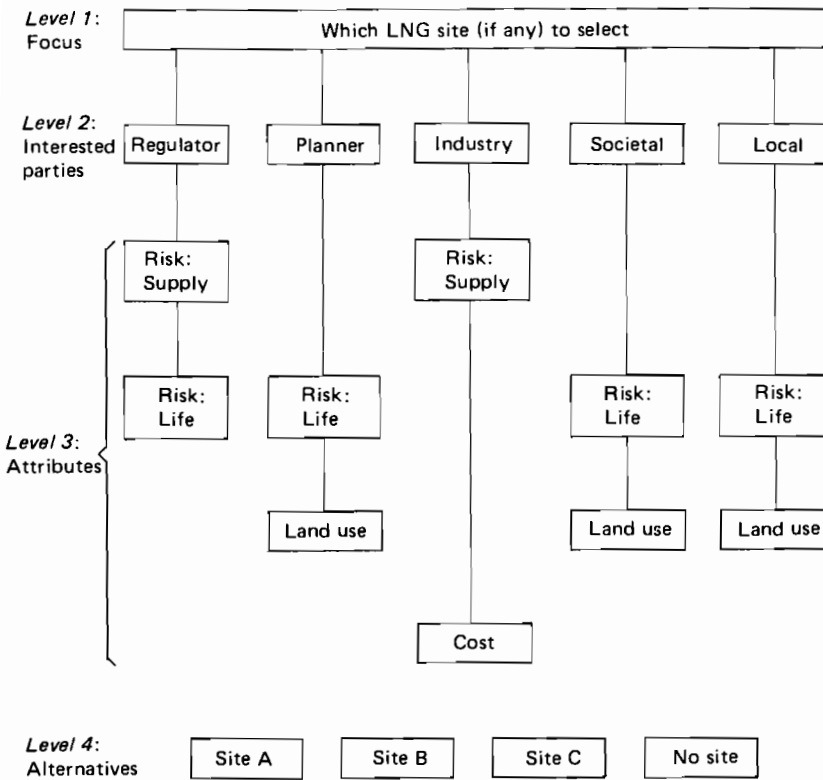 Level 1:
Focus
Which LNG site (if any) to select
Level 2:
Interested
parties
Regulator
Planner
Industry
Societal
Local
Risk:
Supply
Risk:
Supply
Level 3:
Attributes
Risk:
Life
Risk:
Life
Risk:
Life
Risk:
Life
Land use
Land use
Land use
Cost
Level 4:
Alternatives
Site A
Site B
Site C
No site